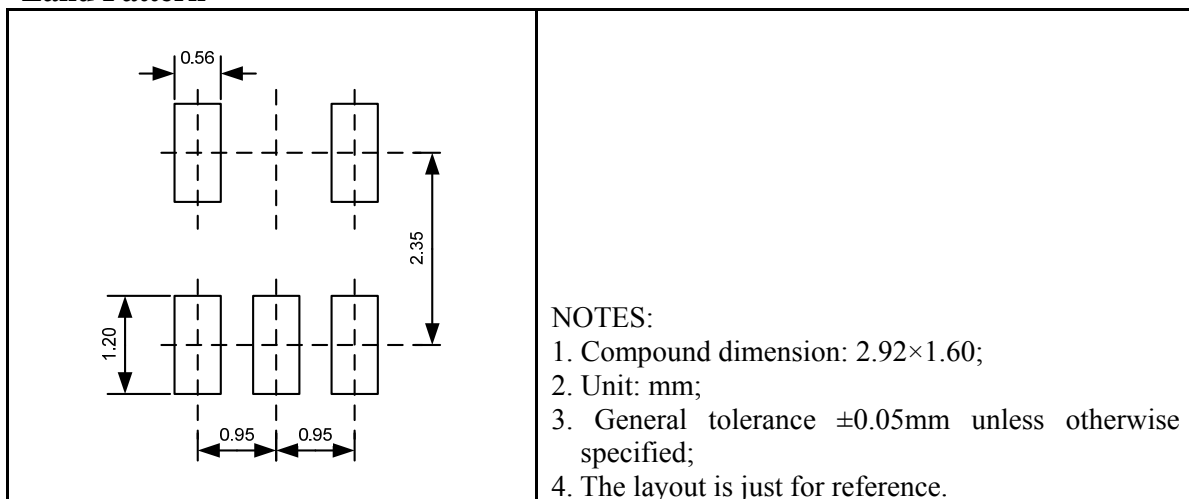 Land Pattern
0.56
2.35
1.20
0.95 0.95
NOTES:
1. Compound dimension: 2.92×1.60;
2. Unit: mm;
3. General tolerance ±0.05mm unless otherwise
specified;
4. The layout is just for reference.